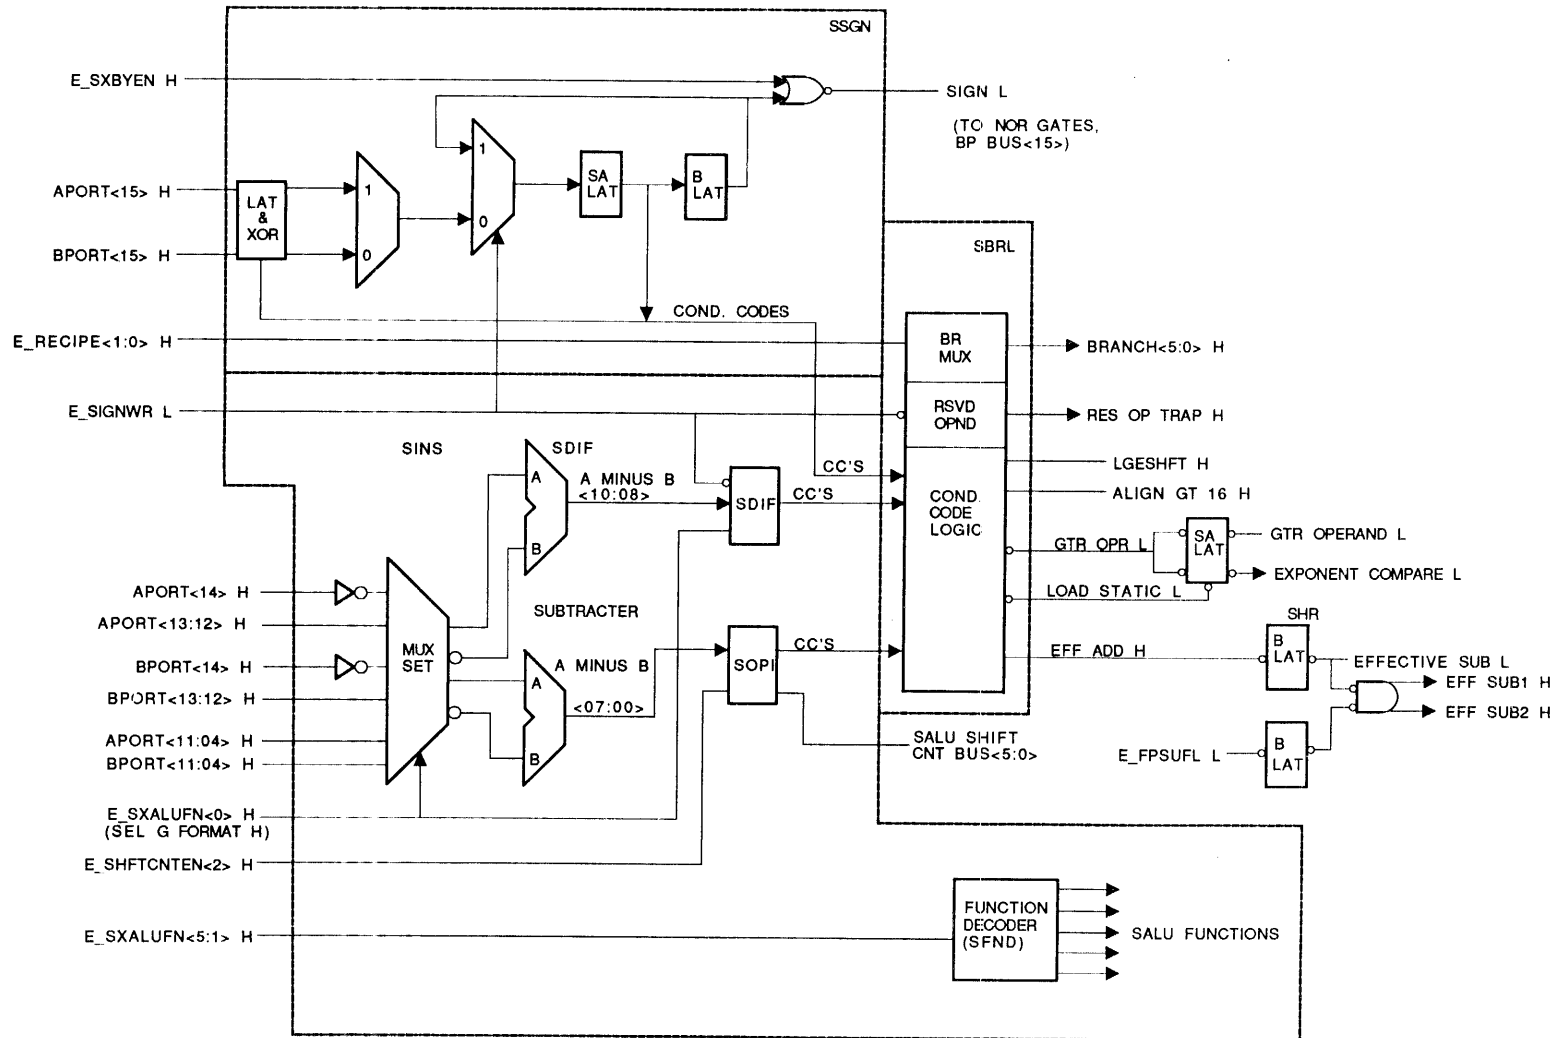 SSGN
E_SXBYEN H
SIGN L
(TO NOR GATES,
BP BUS<15>)
1
SA
LAT
B
LAT
APORT<15> H
LAT
&
XOR
1
0
BPORT<15> H
0
SBRL
COND. CODES
E_RECIPE<1:0> H
BR
MUX
BRANCH<5:0> H
E_SIGNWR L
RSVD
OPND
RES OP TRAP H
SINS
SDIF
A
A MINUS B
<10:08>
SDIF
CC'S
CC'S
COND.
CODE
LOGIC
LGESHFT H
ALIGN GT 16 H
B
GTR OPR L
SA
LAT
GTR OPERAND L
EXPONENT COMPARE L
LOAD STATIC L
APORT<14> H
APORT<13:12> H
BPORT<14> H
BPORT<13:12> H
APORT<11:04> H
BPORT<11:04> H
MUX
SET
SUBTRACTER
A MINUS B
A
<07:00>
B
SOPI
CC'S
EFF ADD H
SHR
B
LAT
EFFECTIVE SUB L
EFF SUB1 H
EFF SUB2 H
SALU SHIFT
CNT BUS<5:0>
E_FPSUFL L
B
LAT
E_SXALUFN<0> H
(SEL G FORMAT H)
E_SHFTCNTEN<2> H
E_SXALUFN<5:1> H
FUNCTION
DECODER
(SFND)
SALU FUNCTIONS